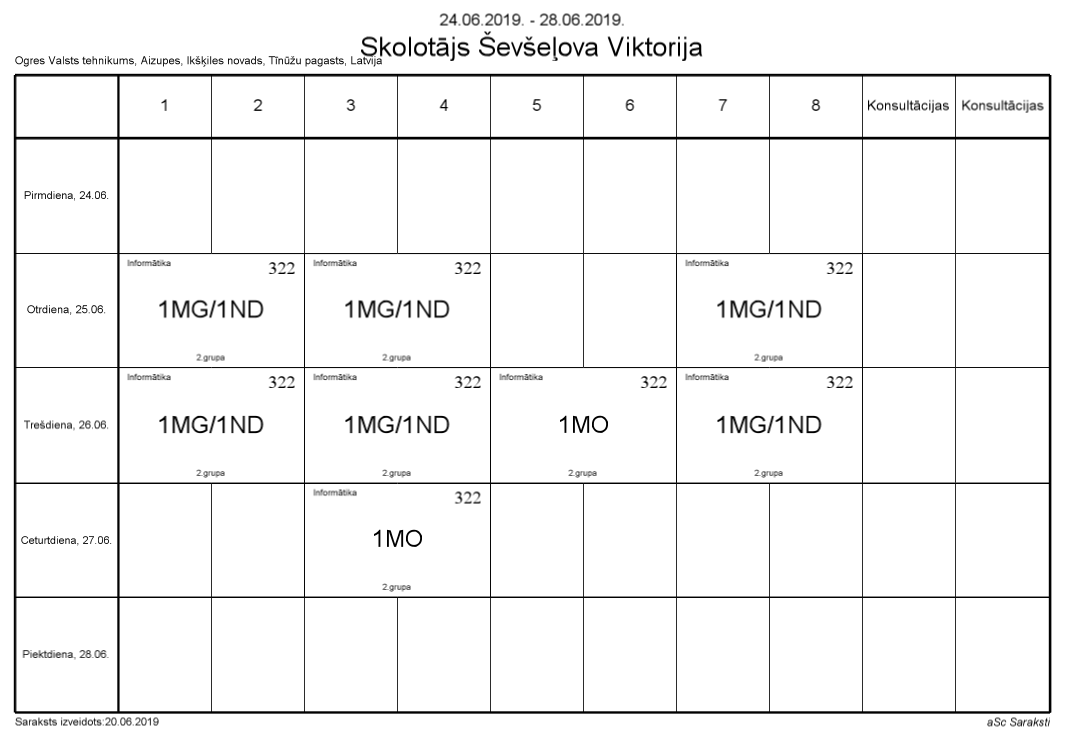 24.06.2019. - 28.06.2019.
Skolotājs Ševšeļova Viktorija
Ogres Valsts tehnikums, Aizupes, Ikšķiles novads, Tīnūžu pagasts, Latvija
1 2 3 4 5 6 7 8 Konsultācijas Konsultācijas
Pirmdiena, 24.06.
Informātika 322 Informātika 322 Informātika 322
Otrdiena, 25.06. 1MG/1ND 1MG/1ND 1MG/1ND
2.grupa 2.grupa 2.grupa
Informātika 322 Informātika 322 Informātika 322 Informātika 322
Trešdiena, 26.06. 1MG/1ND 1MG/1ND 1MO 1MG/1ND
2.grupa 2.grupa 2.grupa 2.grupa
Informātika 322
Ceturtdiena, 27.06. 1MO
2.grupa
Piektdiena, 28.06.
Saraksts izveidots:20.06.2019 aSc Saraksti